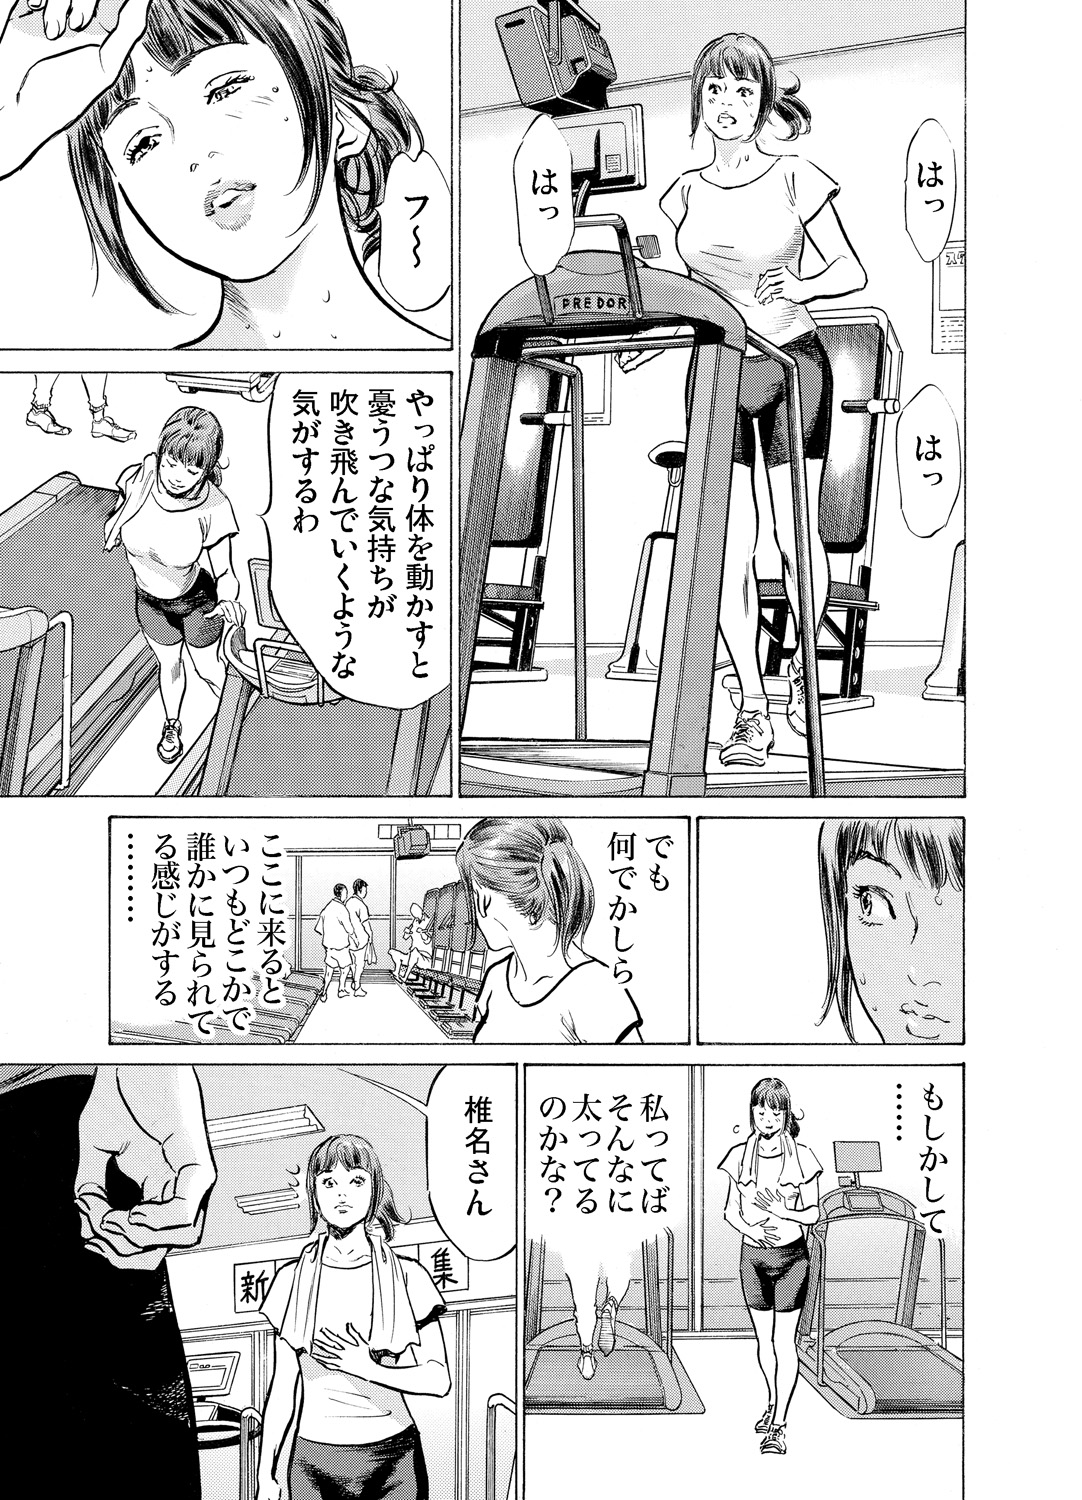 はっ
はっ
はっ
スタ
PREDOR
フ〜
やっぱり体を動かすと
憂うつな気持ちが
吹き飛んでいくような
気がするわ
でも
何でかしら
ここに来ると
いつもどこかで
誰かに見られて
る感じがする
………
もしかして
……
私ってば
そんなに
太ってる
のかな？
椎名さん
新
集